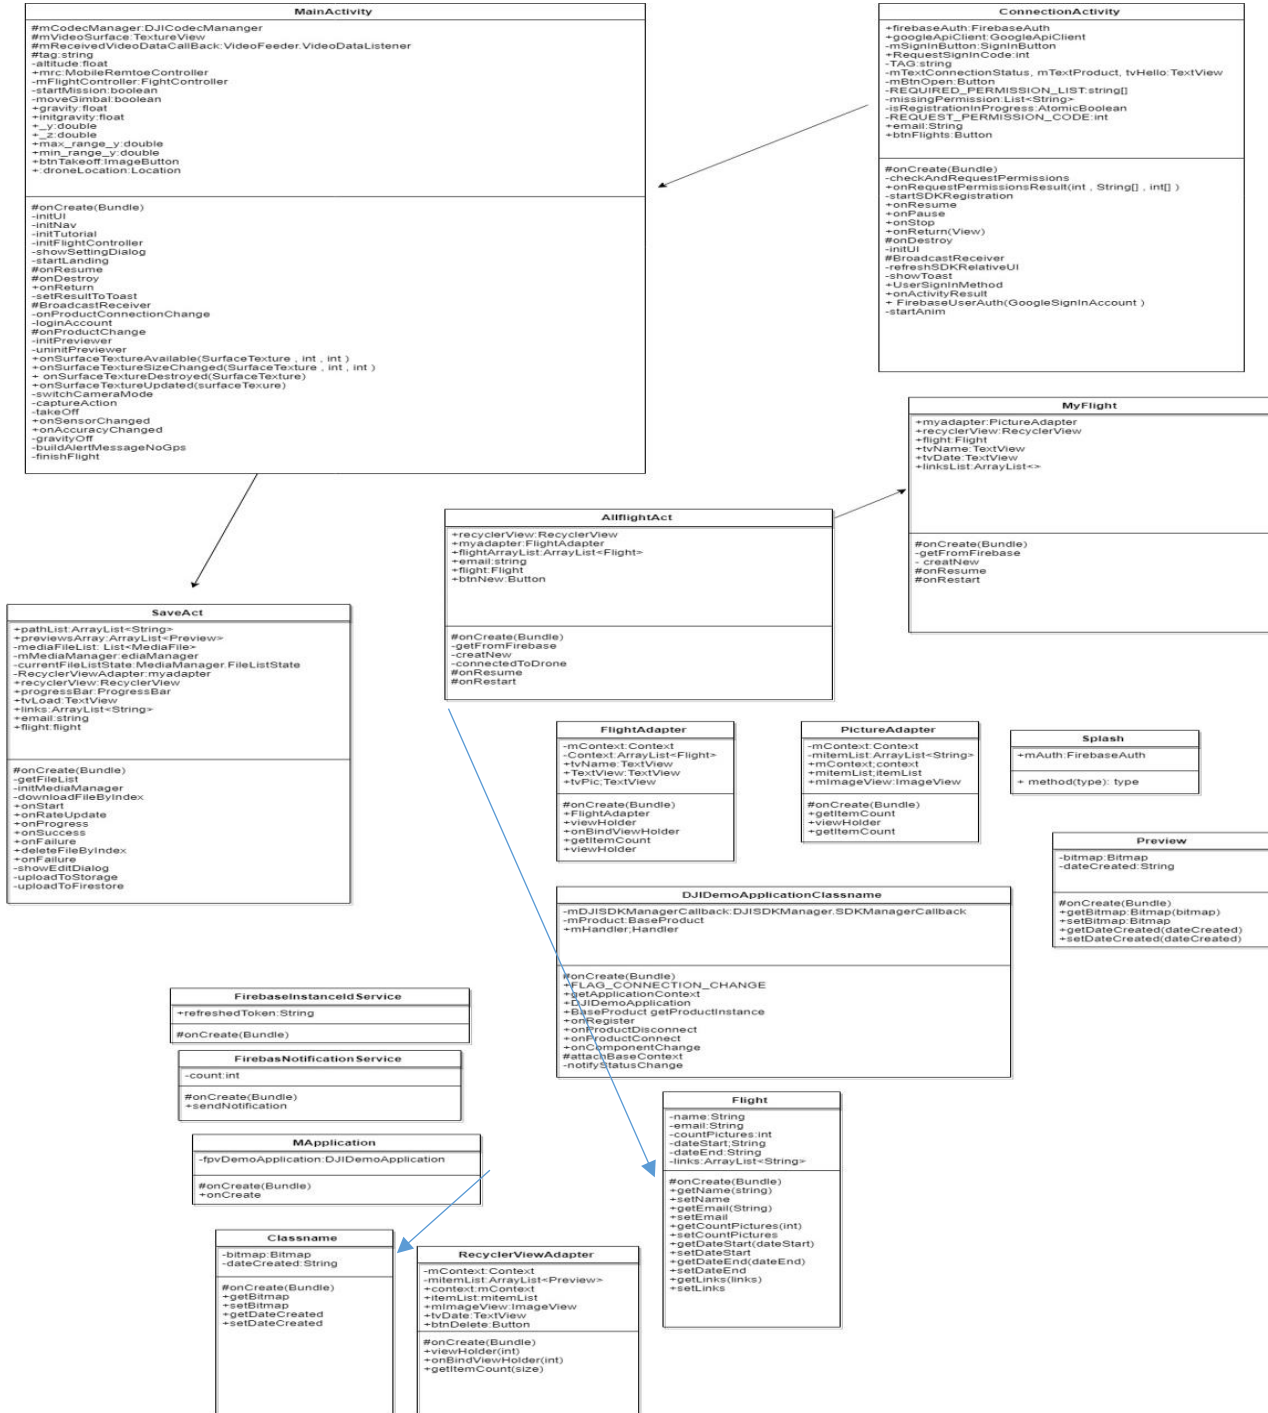 MainActivity
#mCodecManager:DJICodecMananger
#mVideoSurface:TextureView
#mReceivedVideoDataCallBack:VideoFeeder.VideoDataListener
#tag:string
-altitude:float
+mrc:MobileRemtoeController
-mFlightController:FightController
-startMission:boolean
-moveGimbal:boolean
+gravity:float
+initgravity:float
+_y:double
+_z:double
+max_range_y:double
+min_range_y:double
+btnTakeoff:ImageButton
+:droneLocation:Location
#onCreate(Bundle)
-initUI
-initNav
-initTutorial
-initFlightController
-showSettingDialog
-startLanding
#onResume
#onDestroy
+onReturn
-setResultToToast
#BroadcastReceiver
-onProductConnectionChange
-loginAccount
#onProductChange
-initPreviewer
-uninitPreviewer
+onSurfaceTextureAvailable(SurfaceTexture , int , int )
+onSurfaceTextureSizeChanged(SurfaceTexture , int , int )
+ onSurfaceTextureDestroyed(SurfaceTexture)
+onSurfaceTextureUpdated(surfaceTexure)
-switchCameraMode
-captureAction
-takeOff
+onSensorChanged
+onAccuracyChanged
-gravityOff
-buildAlertMessageNoGps
-finishFlight
ConnectionActivity
+firebaseAuth:FirebaseAuth
+googleApiClient:GoogleApiClient
-mSignInButton:SignInButton
+RequestSignInCode:int
-TAG:string
-mTextConnectionStatus, mTextProduct, tvHello:TextView
-mBtnOpen:Button
-REQUIRED_PERMISSION_LIST:string[]
-missingPermission:List<String>
-isRegistrationInProgress:AtomicBoolean
-REQUEST_PERMISSION_CODE:int
+email:String
+btnFlights:Button
#onCreate(Bundle)
-checkAndRequestPermissions
+onRequestPermissionsResult(int , String[] , int[] )
-startSDKRegistration
+onResume
+onPause
+onStop
+onReturn(View)
#onDestroy
-initUI
#BroadcastReceiver
-refreshSDKRelativeUI
-showToast
+UserSignInMethod
+onActivityResult
+ FirebaseUserAuth(GoogleSignInAccount )
-startAnim
MyFlight
+myadapter:PictureAdapter
+recyclerView:RecyclerView
+flight:Flight
+tvName:TextView
+tvDate:TextView
+linksList:ArrayList<>
#onCreate(Bundle)
-getFromFirebase
- creatNew
#onResume
#onRestart
AllflightAct
+recyclerView:RecyclerView
+myadapter:FlightAdapter
+flightArrayList:ArrayList<Flight>
+email:string
+flight:Flight
+btnNew:Button
#onCreate(Bundle)
-getFromFirebase
-creatNew
-connectedToDrone
#onResume
#onRestart
SaveAct
+pathList:ArrayList<String>
+previewsArray:ArrayList<Preview>
-mediaFileList: List<MediaFile>
-mMediaManager:ediaManager
-currentFileListState:MediaManager.FileListState
-RecyclerViewAdapter:myadapter
+recyclerView:RecyclerView
+progressBar:ProgressBar
+tvLoad:TextView
+links:ArrayList<String>
+email:string
+flight:flight
#onCreate(Bundle)
-getFileList
-initMediaManager
-downloadFileByIndex
+onStart
+onRateUpdate
+onProgress
+onSuccess
+onFailure
+deleteFileByIndex
+onFailure
-showEditDialog
-uploadToStorage
-uploadToFirestore
FlightAdapter
-mContext:Context
-Context:ArrayList<Flight>
+tvName:TextView
+TextView:TextView
+tvPic;TextView
#onCreate(Bundle)
+FlightAdapter
+viewHolder
+onBindViewHolder
+getItemCount
+viewHolder
PictureAdapter
-mContext:Context
-mitemList:ArrayList<String>
+mContext;context
+mitemList;itemList
+mImageView:ImageView
#onCreate(Bundle)
+getItemCount
+viewHolder
+getItemCount
Splash
+mAuth:FirebaseAuth
+ method(type): type
Preview
-bitmap:Bitmap
-dateCreated:String
#onCreate(Bundle)
+getBitmap:Bitmap(bitmap)
+setBitmap:Bitmap
+getDateCreated(dateCreated)
+setDateCreated(dateCreated)
DJIDemoApplicationClassname
-mDJISDKManagerCallback:DJISDKManager.SDKManagerCallback
-mProduct:BaseProduct
+mHandler;Handler
#onCreate(Bundle)
+FLAG_CONNECTION_CHANGE
+getApplicationContext
+DJIDemoApplication
+BaseProduct getProductInstance
+onRegister
+onProductDisconnect
+onProductConnect
+onComponentChange
#attachBaseContext
-notifyStatusChange
FirebaseInstanceIdService
+refreshedToken:String
#onCreate(Bundle)
FirebasNotificationService
-count:int
#onCreate(Bundle)
+sendNotification
MApplication
-fpvDemoApplication:DJIDemoApplication
#onCreate(Bundle)
+onCreate
Flight
-name:String
-email:String
-countPictures:int
-dateStart;String
-dateEnd:String
-links:ArrayList<String>
#onCreate(Bundle)
+getName(string)
+setName
+getEmail(String)
+setEmail
+getCountPictures(int)
+setCountPictures
+getDateStart(dateStart)
+setDateStart
+getDateEnd(dateEnd)
+setDateEnd
+getLinks(links)
+setLinks
Classname
-bitmap:Bitmap
-dateCreated:String
#onCreate(Bundle)
+getBitmap
+setBitmap
+getDateCreated
+setDateCreated
RecyclerViewAdapter
-mContext:Context
-mitemList:ArrayList<Preview>
+context:mContext
+itemList:mitemList
+mImageView:ImageView
+tvDate:TextView
+btnDelete:Button
#onCreate(Bundle)
+viewHolder(int)
+onBindViewHolder(int)
+getItemCount(size)